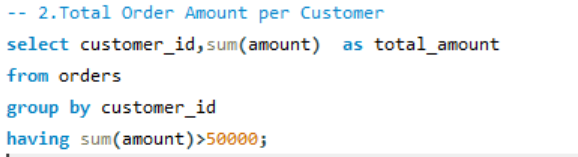 -- 2.Total Order Amount per Customer
select customer_id,sum(amount)  as total_amount
from orders
group by customer_id
having sum(amount)>50000;